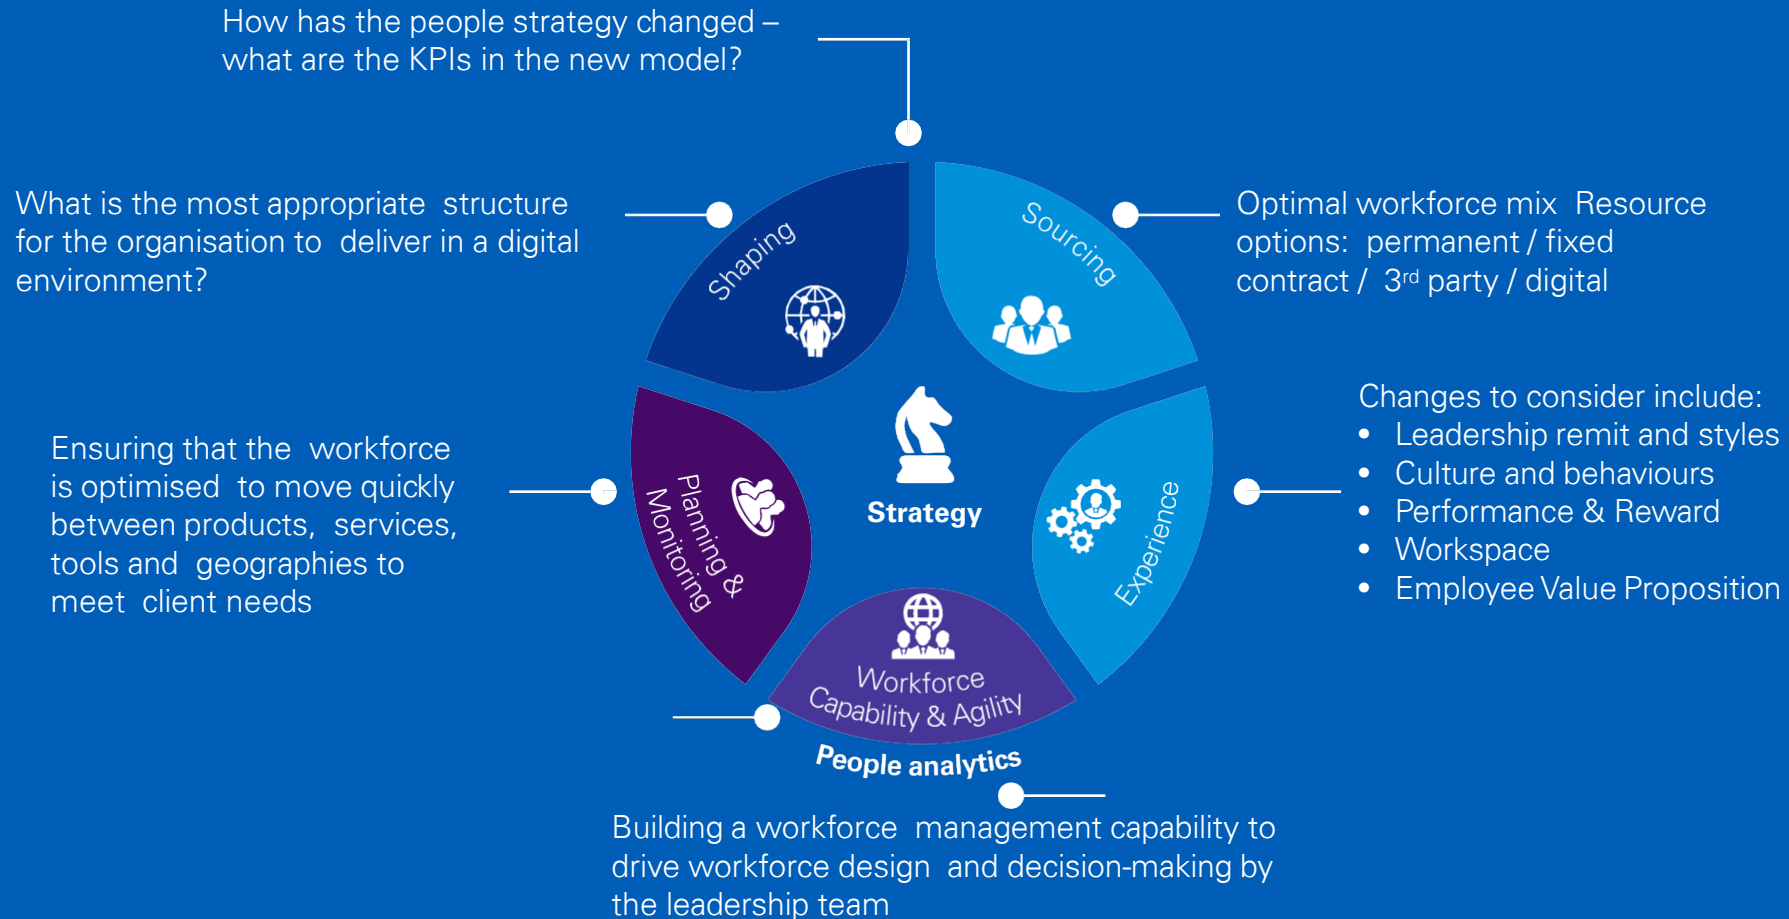 How has the people strategy changed –
what are the KPIs in the new model?
What is the most appropriate structure
for the organisation to deliver in a digital
environment?
Shaping
Sourcing
Optimal workforce mix Resource
options: permanent / fixed
contract / 3rd party / digital
Ensuring that the workforce
is optimised to move quickly
between products, services,
tools and geographies to
meet client needs
Planning &
Monitoring
Strategy
Experience
Changes to consider include:
• Leadership remit and styles
• Culture and behaviours
• Performance & Reward
• Workspace
• Employee Value Proposition
Workforce
Capability & Agility
People analytics
Building a workforce management capability to
drive workforce design and decision-making by
the leadership team